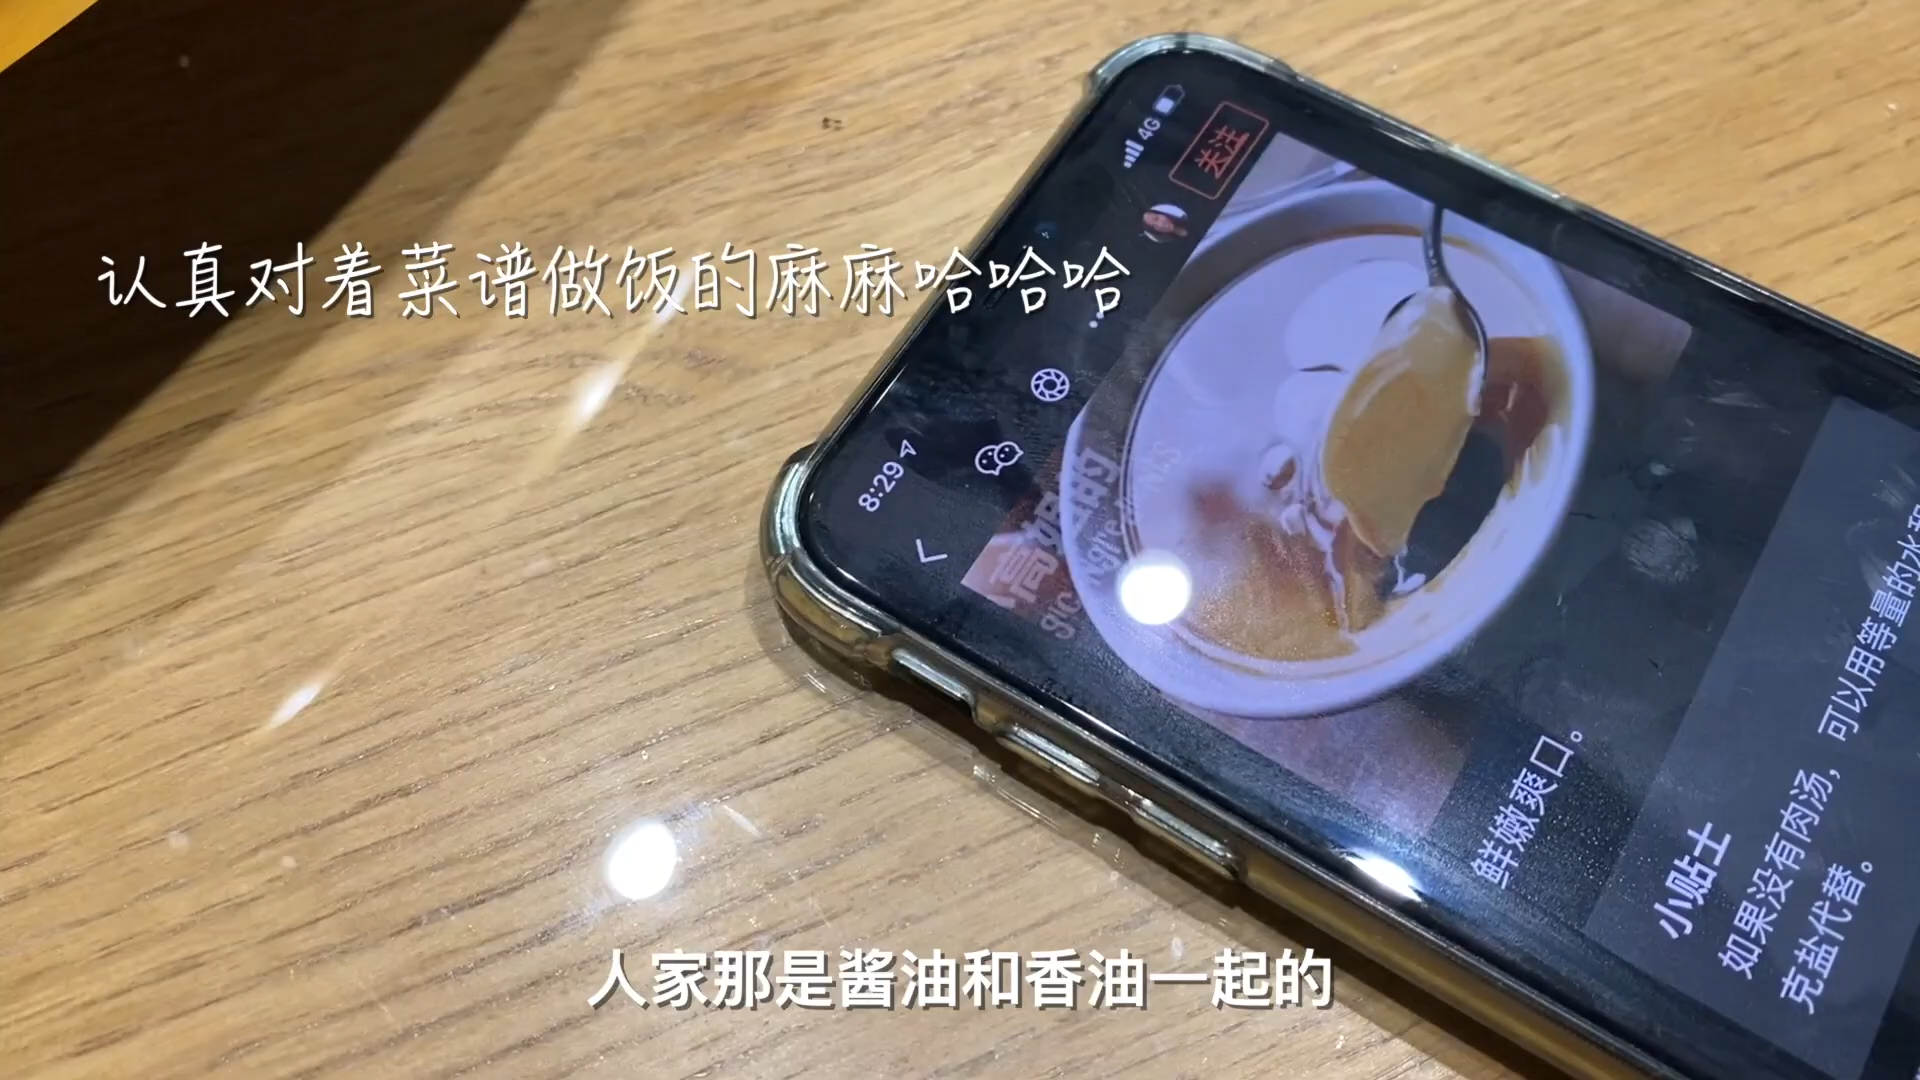 认真对着菜谱做饭的麻麻哈哈哈
4G
关注
8:29
鲜嫩爽口。
小贴士
如果没有肉汤，可以用等量的水和
克盐代替。
人家那是酱油和香油一起的